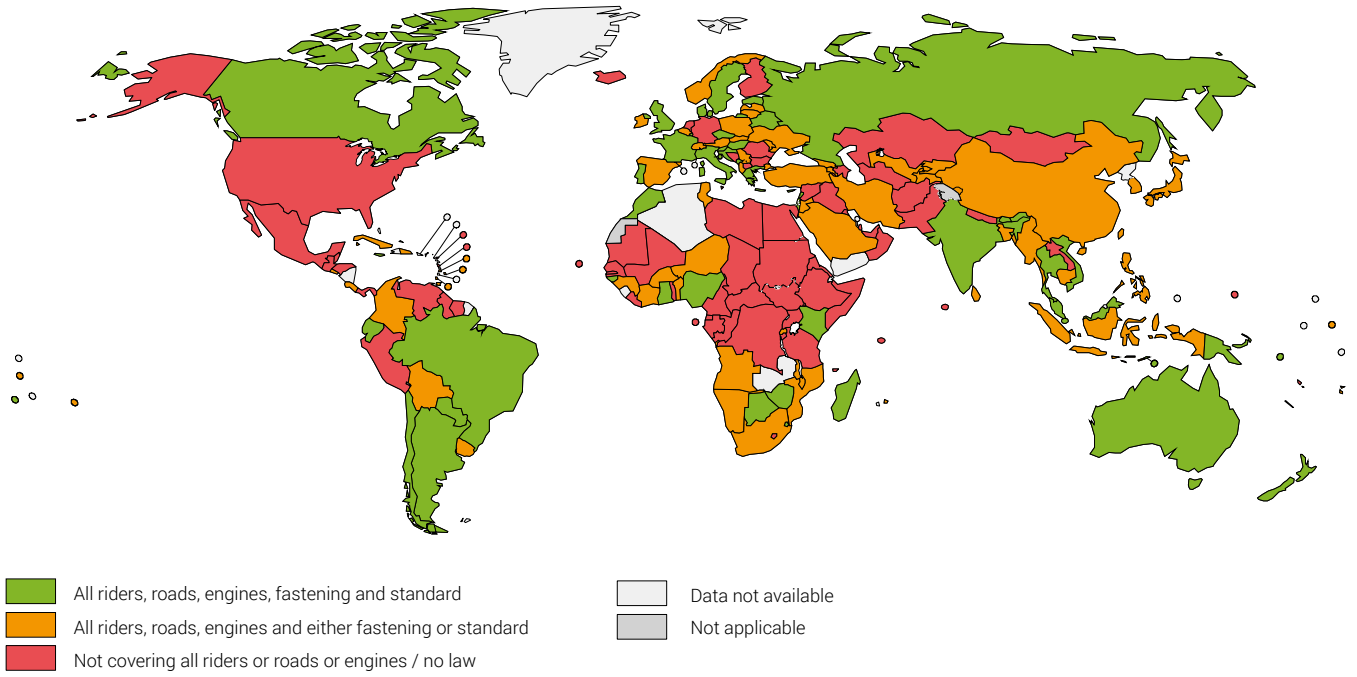 All riders, roads, engines, fastening and standard
All riders, roads, engines and either fastening or standard
Not covering all riders or roads or engines / no law
Data not available
Not applicable